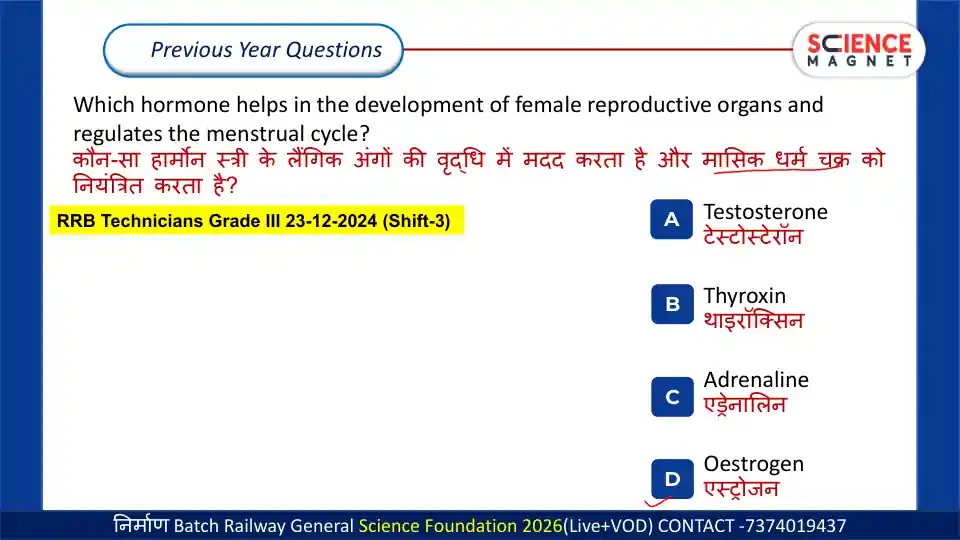 Previous Year Questions
SCIENCE
MAGNET
Which hormone helps in the development of female reproductive organs and
regulates the menstrual cycle?
कौन-सा हार्मोन स्त्री के लैंगिक अंगों की वृद्धि में मदद करता है और मासिक धर्म चक्र को
नियंत्रित करता है?
RRB Technicians Grade III 23-12-2024 (Shift-3)
A Testosterone
टेस्टोस्टेरॉन
B Thyroxin
थाइरॉक्सिन
C Adrenaline
एड्रेनालिन
D Oestrogen
एस्ट्रोजन
निर्माण Batch Railway General Science Foundation 2026(Live+VOD) CONTACT -7374019437